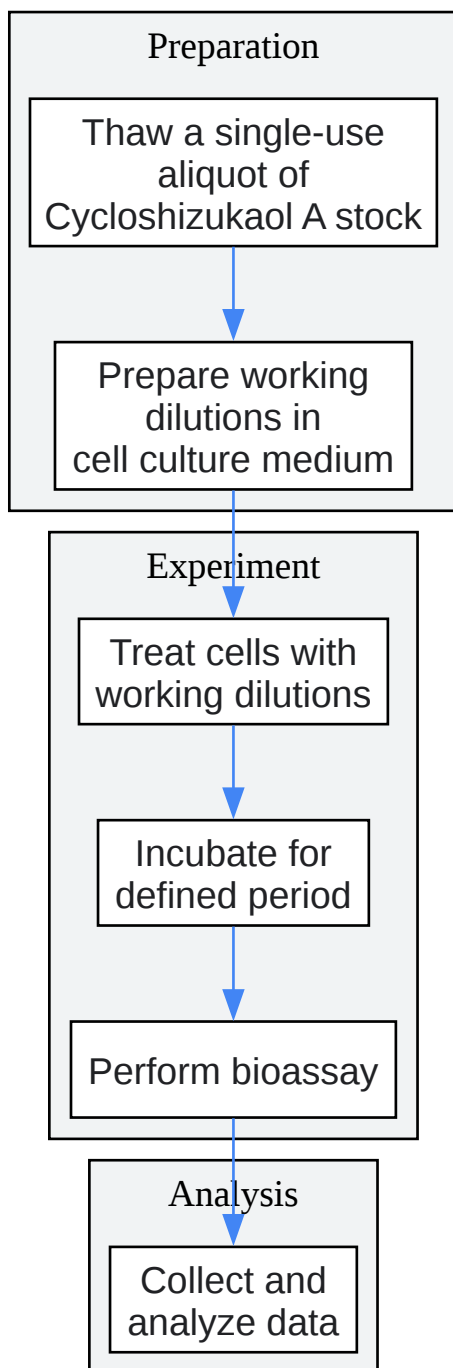 Preparation
Thaw a single-use
aliquot of
Cycloshizukaol A stock
Prepare working
dilutions in
cell culture medium
Experiment
Treat cells with
working dilutions
Incubate for
defined period
Perform bioassay
Analysis
Collect and
analyze data